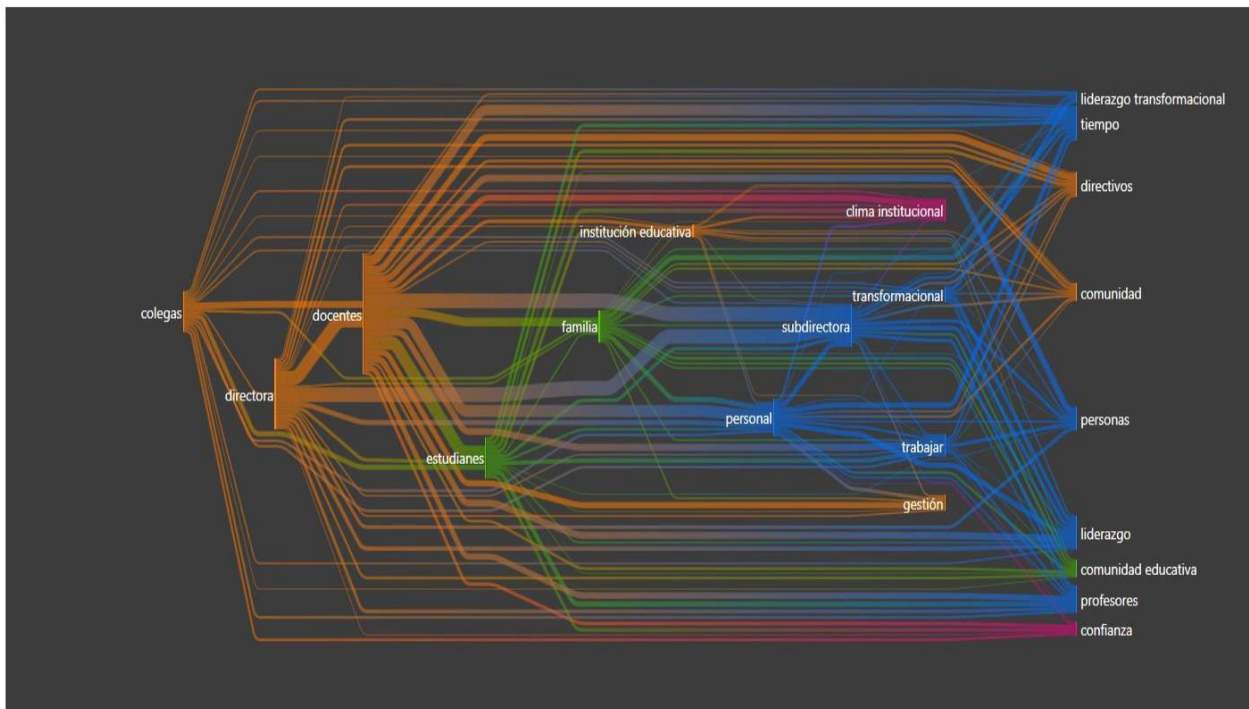 liderazgo transformacional
tiempo
directivos
clima institucional
institución educativa
comunidad
transformacional
colegas
docentes
familia
subdirectora
directora
personal
personas
trabajar
estudianes
gestión
liderazgo
comunidad educativa
profesores
confianza